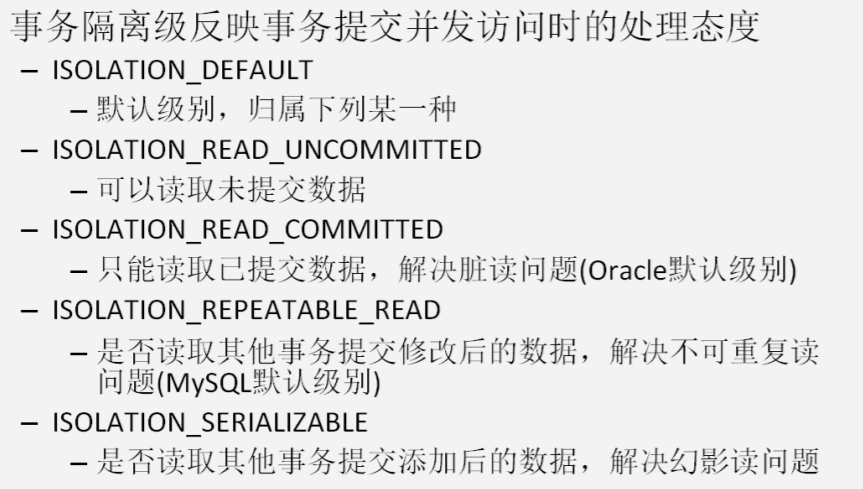 事务隔离级反映事务提交并发访问时的处理态度
– ISOLATION_DEFAULT
– 默认级别，归属下列某一种
– ISOLATION_READ_UNCOMMITTED
– 可以读取未提交数据
– ISOLATION_READ_COMMITTED
– 只能读取已提交数据，解决脏读问题(Oracle默认级别)
– ISOLATION_REPEATABLE_READ
– 是否读取其他事务提交修改后的数据，解决不可重复读
问题(MySQL默认级别)
– ISOLATION_SERIALIZABLE
– 是否读取其他事务提交添加后的数据，解决幻影读问题